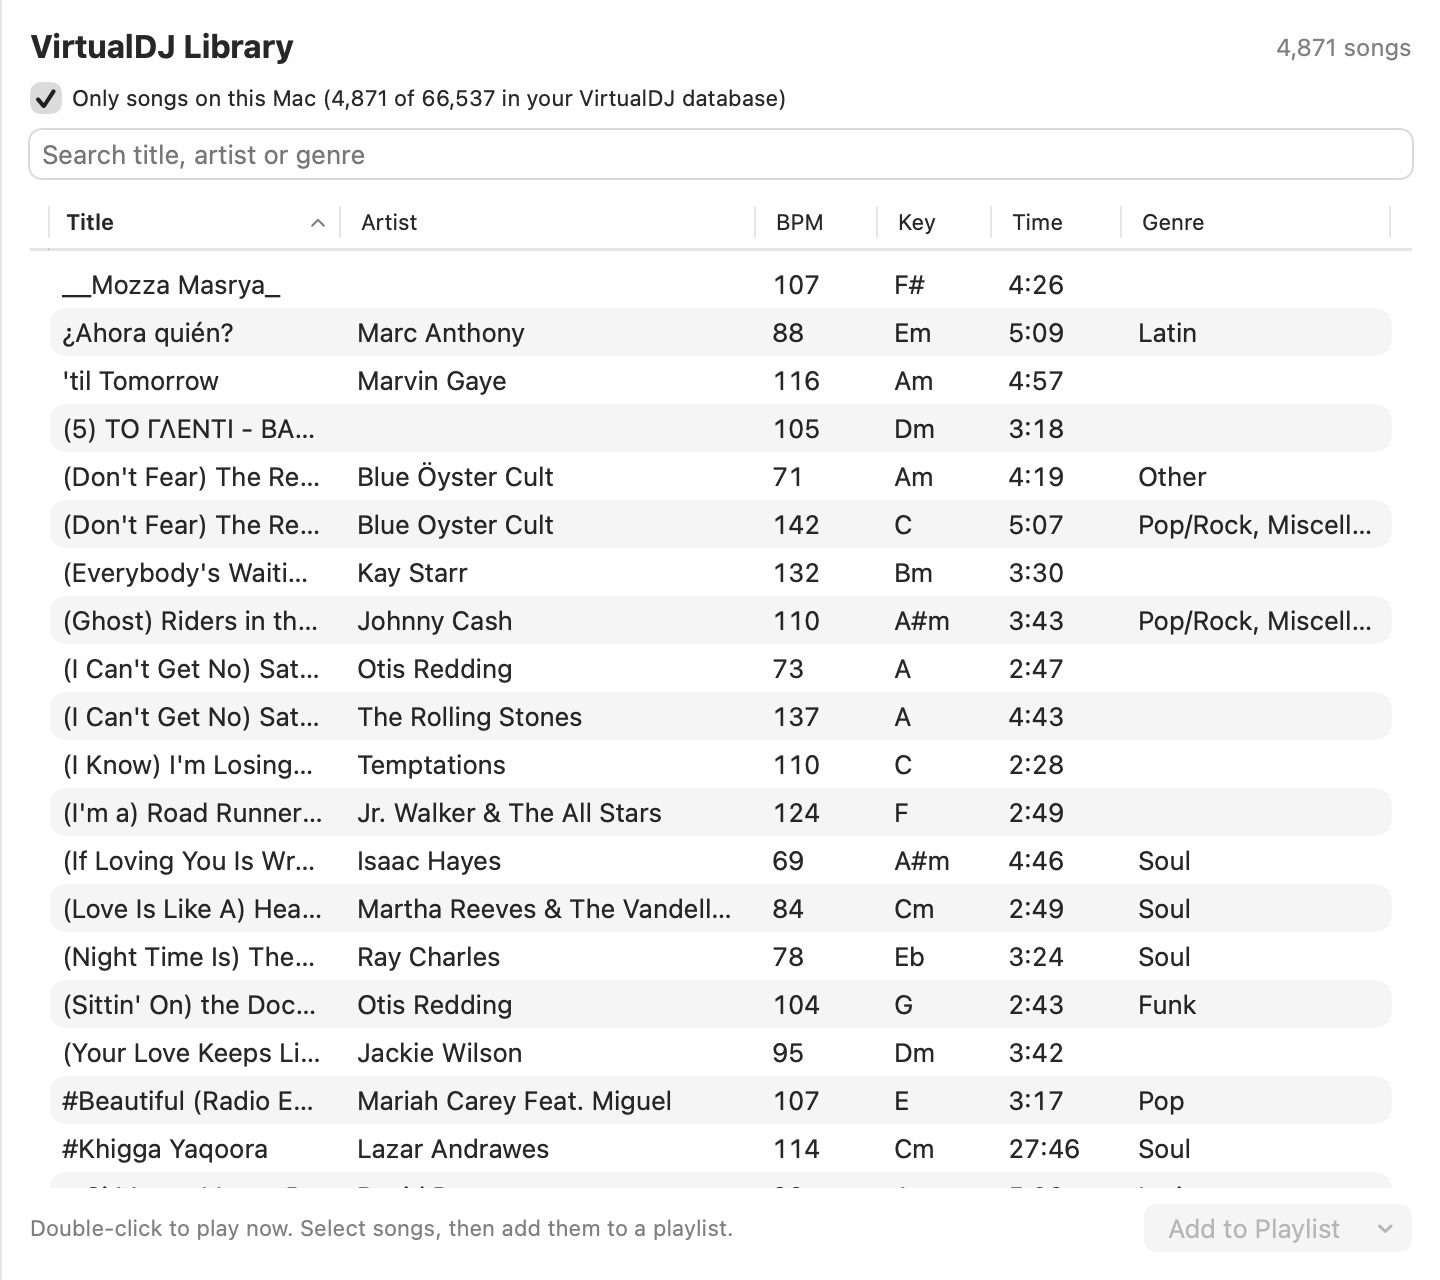 VirtualDJ Library
4,871 songs
Only songs on this Mac (4,871 of 66,537 in your VirtualDJ database)
Search title, artist or genre
Title Artist BPM Key Time Genre
__Mozza Masrya_ 107 F# 4:26
¿Ahora quién? Marc Anthony 88 Em 5:09 Latin
'til Tomorrow Marvin Gaye 116 Am 4:57
(5) ΤΟ ΓΛΕΝΤΙ - ΒΑ... 105 Dm 3:18
(Don't Fear) The Re... Blue Öyster Cult 71 Am 4:19 Other
(Don't Fear) The Re... Blue Oyster Cult 142 C 5:07 Pop/Rock, Miscell...
(Everybody's Waiti... Kay Starr 132 Bm 3:30
(Ghost) Riders in th... Johnny Cash 110 A#m 3:43 Pop/Rock, Miscell...
(I Can't Get No) Sat... Otis Redding 73 A 2:47
(I Can't Get No) Sat... The Rolling Stones 137 A 4:43
(I Know) I'm Losing... Temptations 110 C 2:28
(I'm a) Road Runner... Jr. Walker & The All Stars 124 F 2:49
(If Loving You Is Wr... Isaac Hayes 69 A#m 4:46 Soul
(Love Is Like A) Hea... Martha Reeves & The Vandell... 84 Cm 2:49 Soul
(Night Time Is) The... Ray Charles 78 Eb 3:24 Soul
(Sittin' On) the Doc... Otis Redding 104 G 2:43 Funk
(Your Love Keeps Li... Jackie Wilson 95 Dm 3:42
#Beautiful (Radio E... Mariah Carey Feat. Miguel 107 E 3:17 Pop
#Khigga Yaqoora Lazar Andrawes 114 Cm 27:46 Soul
Double-click to play now. Select songs, then add them to a playlist.
Add to Playlist